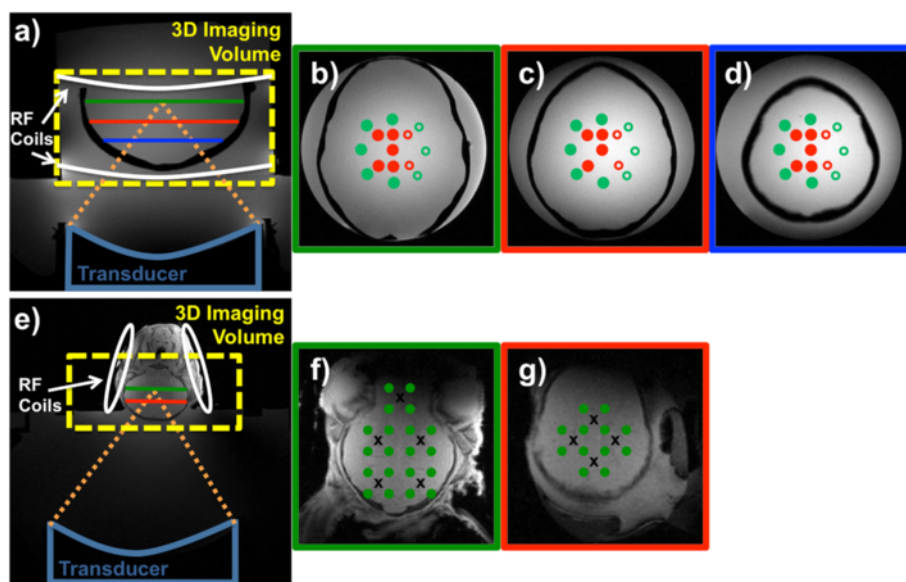 a)
3D Imaging
Volume
RF
Coils
Transducer
b)
c)
d)
e)
3D Imaging
Volume
RF
Coils
Transducer
f)
x
x x
x x
g)
x
x x
x